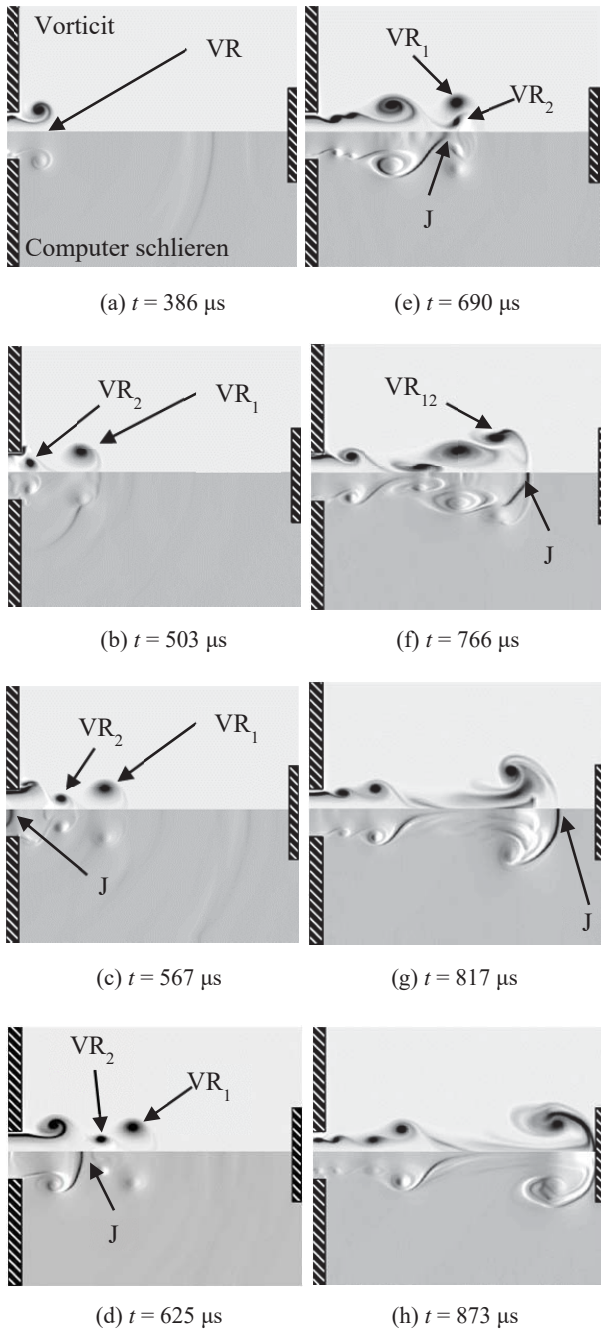 Vorticit
VR
Computer schlieren
(a) t = 386 μs
VR₂
VR₁
(b) t = 503 μs
VR₂
VR₁
J
(c) t = 567 μs
VR₂
VR₁
J
(d) t = 625 μs
VR₁
VR₂
J
(e) t = 690 μs
VR₁₂
J
(f) t = 766 μs
J
(g) t = 817 μs
(h) t = 873 μs